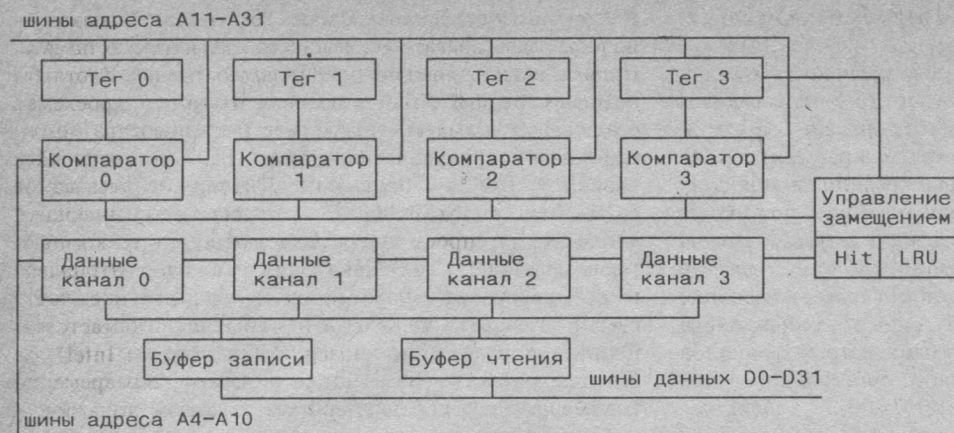 шины адреса A11–A31
Тег 0
Тег 1
Тег 2
Тег 3
Компаратор
0
Компаратор
1
Компаратор
2
Компаратор
3
Управление
замещением
Hit
LRU
Данные
канал 0
Данные
канал 1
Данные
канал 2
Данные
канал 3
Буфер записи
Буфер чтения
шины данных D0–D31
шины адреса A4–A10